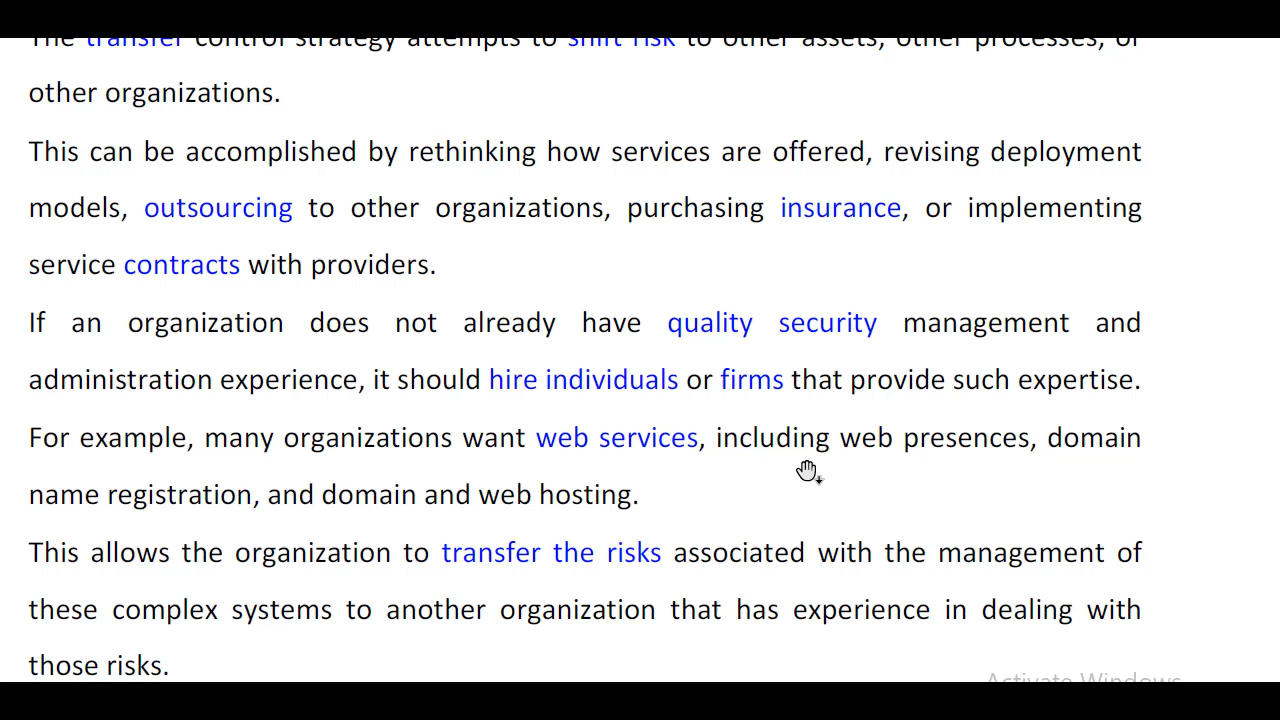 The transfer control strategy attempts to shift risk to other assets, other processes, or
other organizations.
This can be accomplished by rethinking how services are offered, revising deployment
models, outsourcing to other organizations, purchasing insurance, or implementing
service contracts with providers.
If an organization does not already have quality security management and
administration experience, it should hire individuals or firms that provide such expertise.
For example, many organizations want web services, including web presences, domain
name registration, and domain and web hosting.
This allows the organization to transfer the risks associated with the management of
these complex systems to another organization that has experience in dealing with
those risks.
Activate Windows